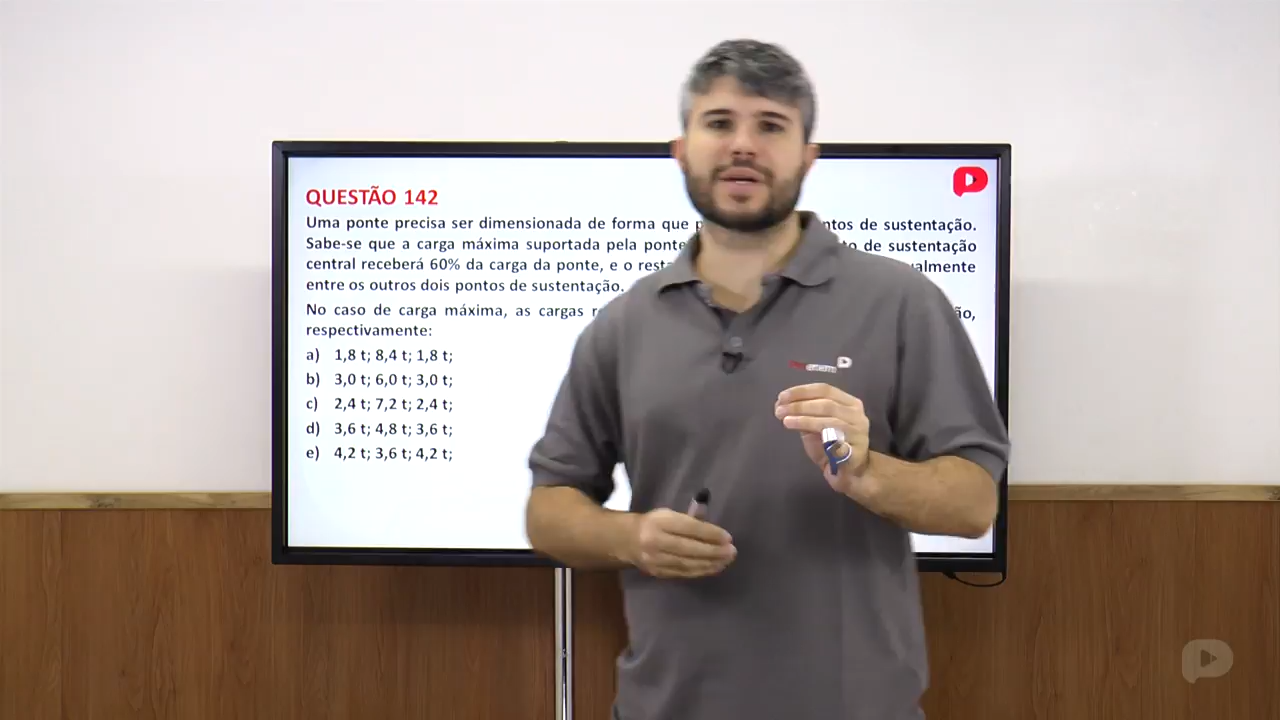 QUESTÃO 142
Uma ponte precisa ser dimensionada de forma que ntos de sustentação.
Sabe-se que a carga máxima suportada pela ponte to de sustentação
central receberá 60% da carga da ponte, e o rest ualmente
entre os outros dois pontos de sustentação.
No caso de carga máxima, as cargas ão,
respectivamente:
a) 1,8 t; 8,4 t; 1,8 t;
b) 3,0 t; 6,0 t; 3,0 t;
c) 2,4 t; 7,2 t; 2,4 t;
d) 3,6 t; 4,8 t; 3,6 t;
e) 4,2 t; 3,6 t; 4,2 t;